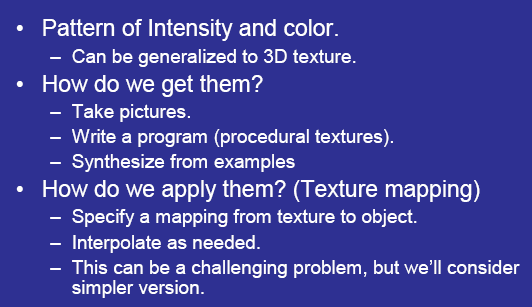 • Pattern of Intensity and color.
– Can be generalized to 3D texture.
• How do we get them?
– Take pictures.
– Write a program (procedural textures).
– Synthesize from examples
• How do we apply them? (Texture mapping)
– Specify a mapping from texture to object.
– Interpolate as needed.
– This can be a challenging problem, but we’ll consider
simpler version.